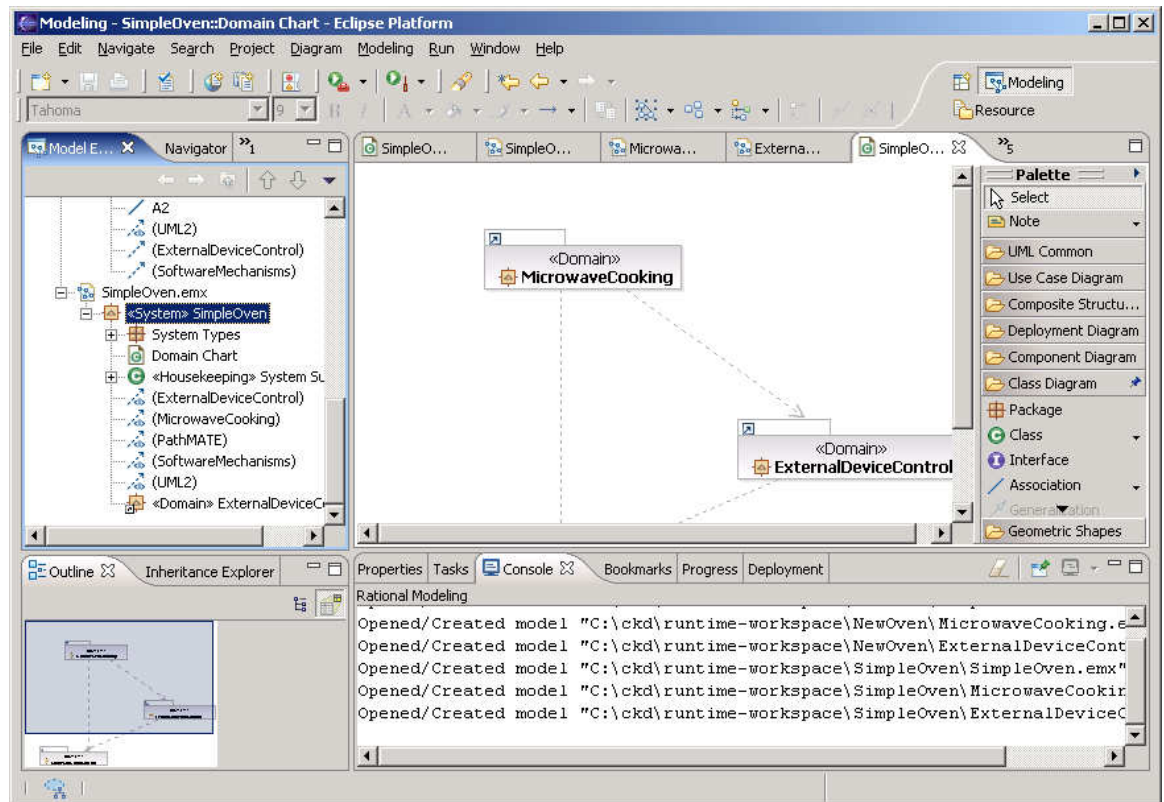 Modeling - SimpleOven::Domain Chart - Eclipse Platform
File Edit Navigate Search Project Diagram Modeling Run Window Help
Modeling
Tahoma 9
Resource
Model E... Navigator »1
SimpleO... SimpleO... Microwa... Externa... SimpleO... »5
A2
(UML2)
(ExternalDeviceControl)
(SoftwareMechanisms)
SimpleOven.emx
«System» SimpleOven
System Types
Domain Chart
«Housekeeping» System Su
(ExternalDeviceControl)
(MicrowaveCooking)
(PathMATE)
(SoftwareMechanisms)
(UML2)
«Domain» ExternalDeviceC
«Domain»
MicrowaveCooking
«Domain»
ExternalDeviceControl
Palette
Select
Note
UML Common
Use Case Diagram
Composite Structu...
Deployment Diagram
Component Diagram
Class Diagram
Package
Class
Interface
Association
Generalization
Geometric Shapes
Outline Inheritance Explorer
Properties Tasks Console Bookmarks Progress Deployment
Rational Modeling
Opened/Created model "C:\ckd\runtime-workspace\NewOven\MicrowaveCooking.e
Opened/Created model "C:\ckd\runtime-workspace\NewOven\ExternalDeviceCont
Opened/Created model "C:\ckd\runtime-workspace\SimpleOven\SimpleOven.emx"
Opened/Created model "C:\ckd\runtime-workspace\SimpleOven\MicrowaveCookin
Opened/Created model "C:\ckd\runtime-workspace\SimpleOven\ExternalDeviceC